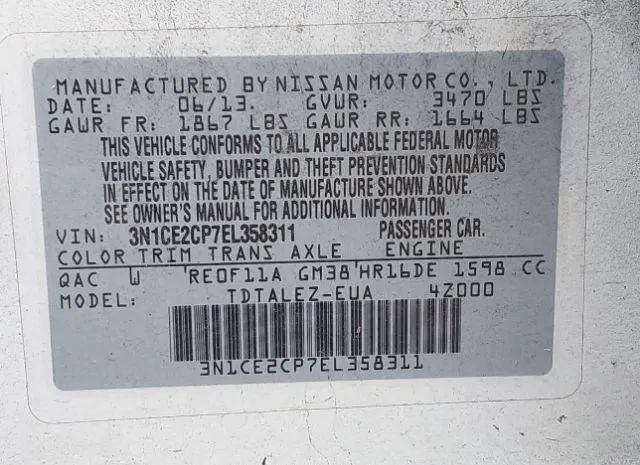 MANUFACTURED BY NISSAN MOTOR CO., LTD.
DATE: 06/13. GVWR: 3470 LBS
GAWR FR: 1867 LBS GAWR RR: 1664 LBS
THIS VEHICLE CONFORMS TO ALL APPLICABLE FEDERAL MOTOR
VEHICLE SAFETY, BUMPER AND THEFT PREVENTION STANDARDS
IN EFFECT ON THE DATE OF MANUFACTURE SHOWN ABOVE.
SEE OWNER'S MANUAL FOR ADDITIONAL INFORMATION.
VIN: 3N1CE2CP7EL358311 PASSENGER CAR.
COLOR TRIM TRANS AXLE ENGINE
QAC W RE0F11A GM38 HR16DE 1598 CC
MODEL: TDTALEZ-EUA 4Z000
3N1CE2CP7EL358311